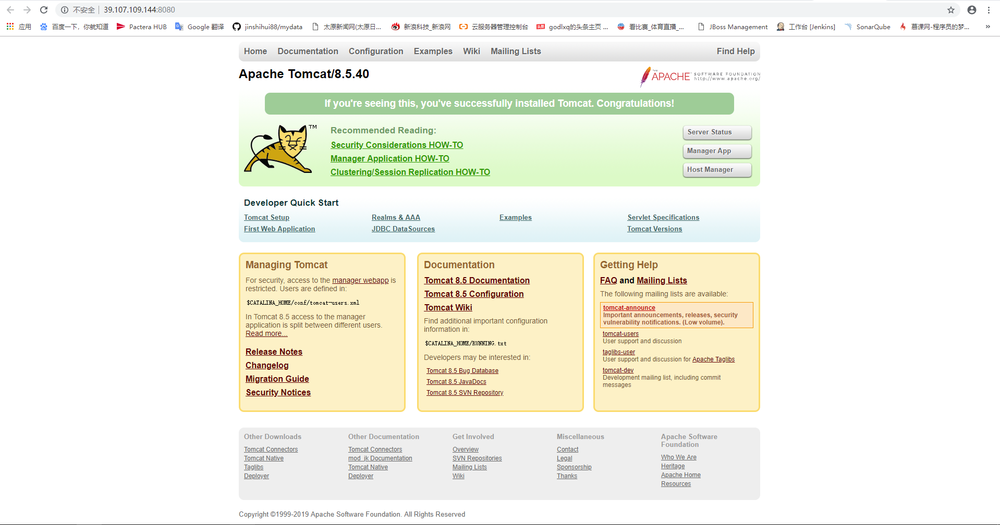 不安全 39.107.109.144:8080
应用 百度一下，你就知道 Pactera HUB Google 翻译 jinshihui88/mydata 太原新闻网(太原日... 新浪科技_新浪网 云服务器管理控制台 头条 godlxq的头条主页 ... 看比赛_体育直播_... JBoss Management 工作台 [Jenkins] SonarQube 慕课网-程序员的梦... »
Home Documentation Configuration Examples Wiki Mailing Lists Find Help
Apache Tomcat/8.5.40
THE APACHE SOFTWARE FOUNDATION
http://www.apache.org/
If you're seeing this, you've successfully installed Tomcat. Congratulations!
TM
Recommended Reading:
Security Considerations HOW-TO
Manager Application HOW-TO
Clustering/Session Replication HOW-TO
Server Status
Manager App
Host Manager
Developer Quick Start
Tomcat Setup
First Web Application
Realms & AAA
JDBC DataSources
Examples
Servlet Specifications
Tomcat Versions
Managing Tomcat
For security, access to the manager webapp is
restricted. Users are defined in:
$CATALINA_HOME/conf/tomcat-users.xml
In Tomcat 8.5 access to the manager
application is split between different users.
Read more...
Release Notes
Changelog
Migration Guide
Security Notices
Documentation
Tomcat 8.5 Documentation
Tomcat 8.5 Configuration
Tomcat Wiki
Find additional important configuration
information in:
$CATALINA_HOME/RUNNING.txt
Developers may be interested in:
Tomcat 8.5 Bug Database
Tomcat 8.5 JavaDocs
Tomcat 8.5 SVN Repository
Getting Help
FAQ and Mailing Lists
The following mailing lists are available:
tomcat-announce
Important announcements, releases, security
vulnerability notifications. (Low volume).
tomcat-users
User support and discussion
taglibs-user
User support and discussion for Apache Taglibs
tomcat-dev
Development mailing list, including commit
messages
Other Downloads
Tomcat Connectors
Tomcat Native
Taglibs
Deployer
Other Documentation
Tomcat Connectors
mod_jk Documentation
Tomcat Native
Deployer
Get Involved
Overview
SVN Repositories
Mailing Lists
Wiki
Miscellaneous
Contact
Legal
Sponsorship
Thanks
Apache Software
Foundation
Who We Are
Heritage
Apache Home
Resources
Copyright ©1999-2019 Apache Software Foundation. All Rights Reserved